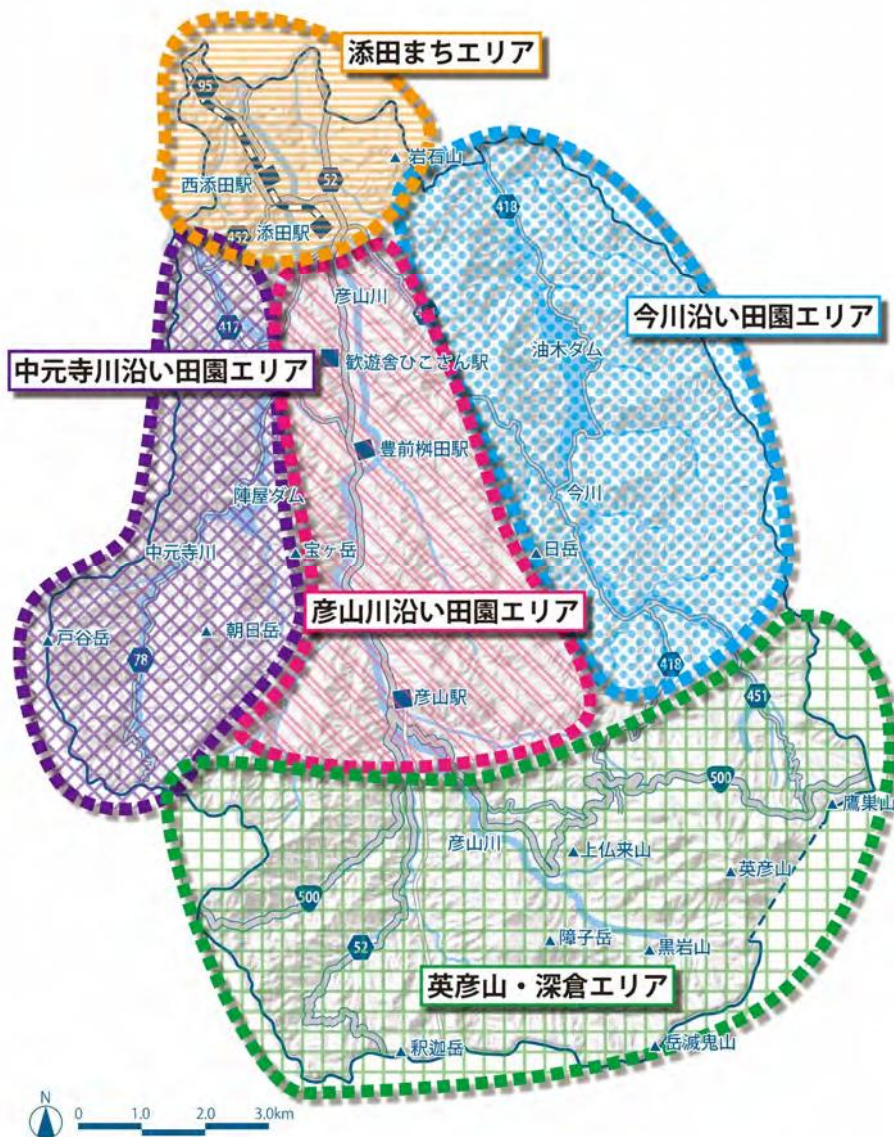 添田まちエリア
95
岩石山
西添田駅
52
418
452
添田駅
彦山川
今川沿い田園エリア
417
油木ダム
歓遊舎ひこさん駅
中元寺川沿い田園エリア
豊前桝田駅
陣屋ダム
今川
中元寺川
宝ヶ岳
日岳
彦山川沿い田園エリア
戸谷岳
朝日岳
78
418
彦山駅
451
500
鷹巣山
彦山川
上仏来山
英彦山
500
障子岳
黒岩山
52
英彦山・深倉エリア
釈迦岳
岳滅鬼山
N
0 1.0 2.0 3.0km